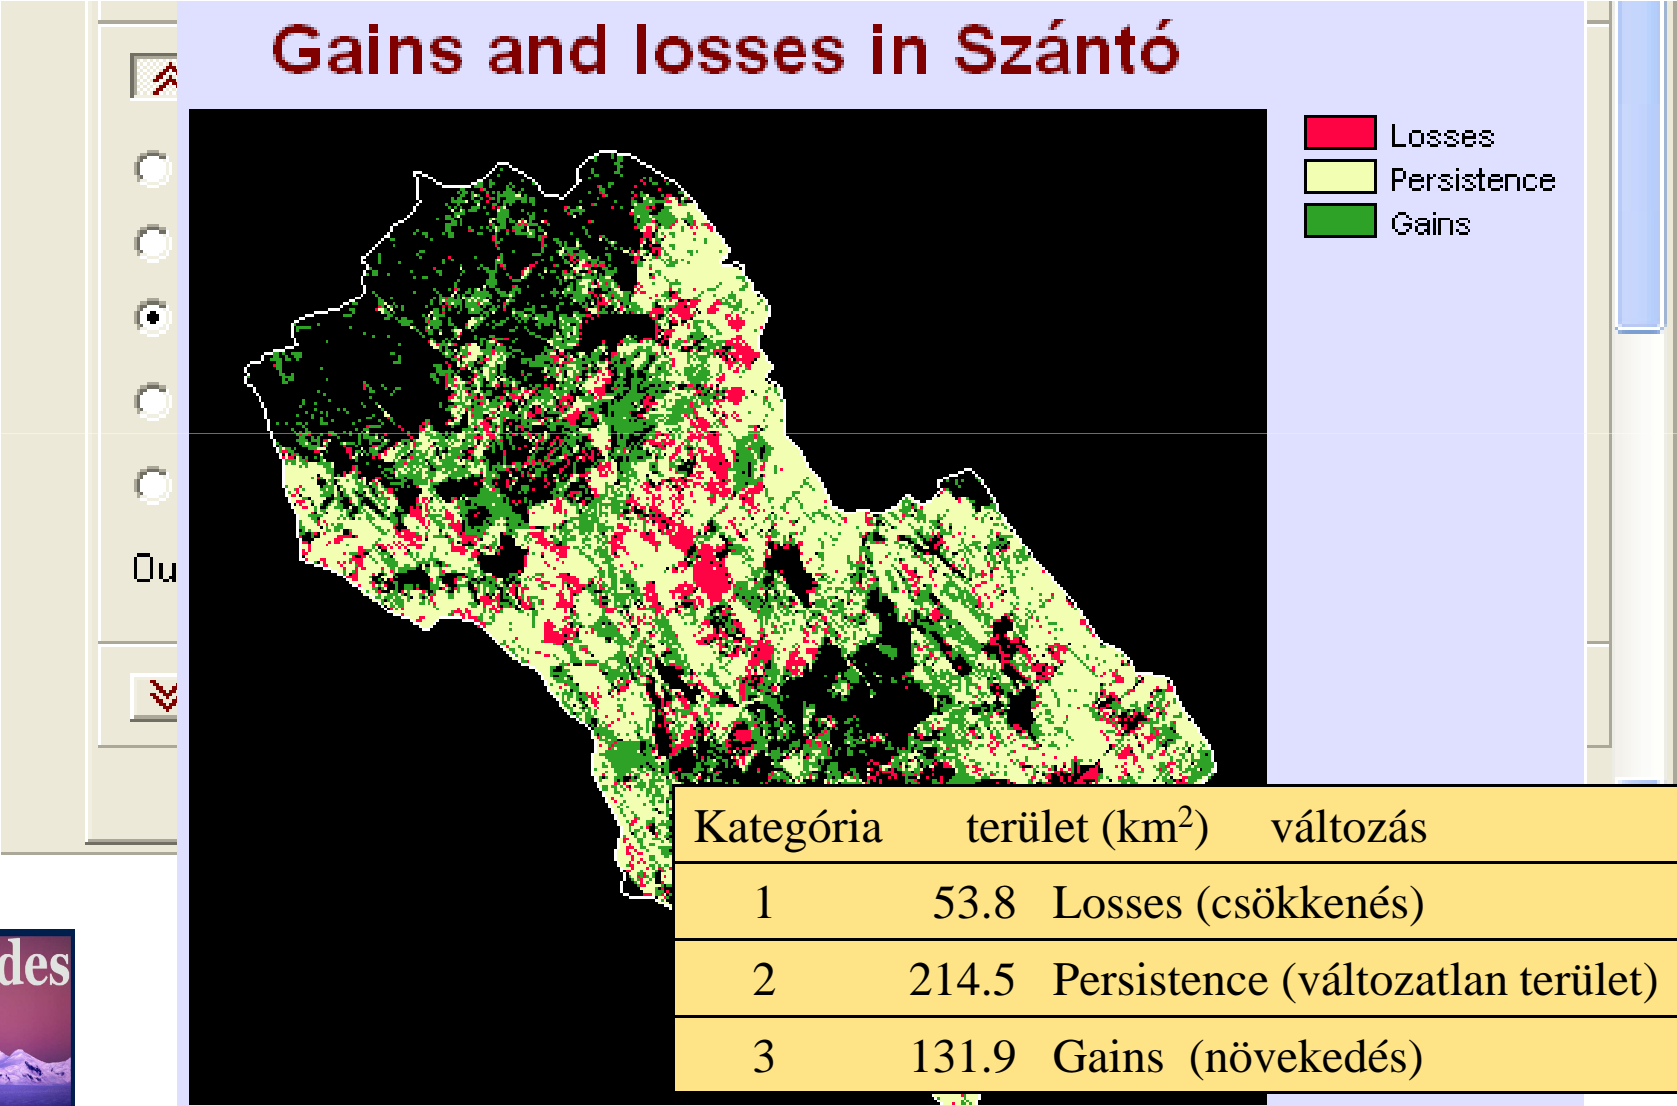 Gains and losses in Szántó
Losses
Persistence
Gains
Ou
Kategória terület (km²) változás
1 53.8 Losses (csökkenés)
2 214.5 Persistence (változatlan terület)
3 131.9 Gains (növekedés)
des